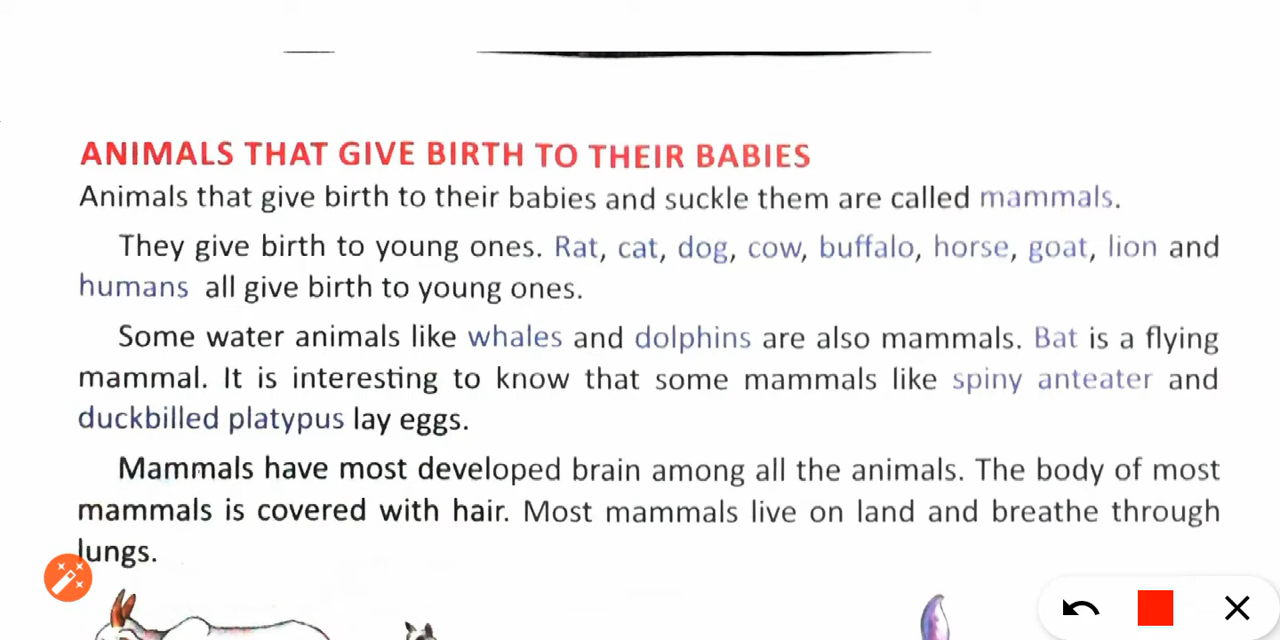 ANIMALS THAT GIVE BIRTH TO THEIR BABIES
Animals that give birth to their babies and suckle them are called mammals.
They give birth to young ones. Rat, cat, dog, cow, buffalo, horse, goat, lion and
humans all give birth to young ones.
Some water animals like whales and dolphins are also mammals. Bat is a flying
mammal. It is interesting to know that some mammals like spiny anteater and
duckbilled platypus lay eggs.
Mammals have most developed brain among all the animals. The body of most
mammals is covered with hair. Most mammals live on land and breathe through
lungs.